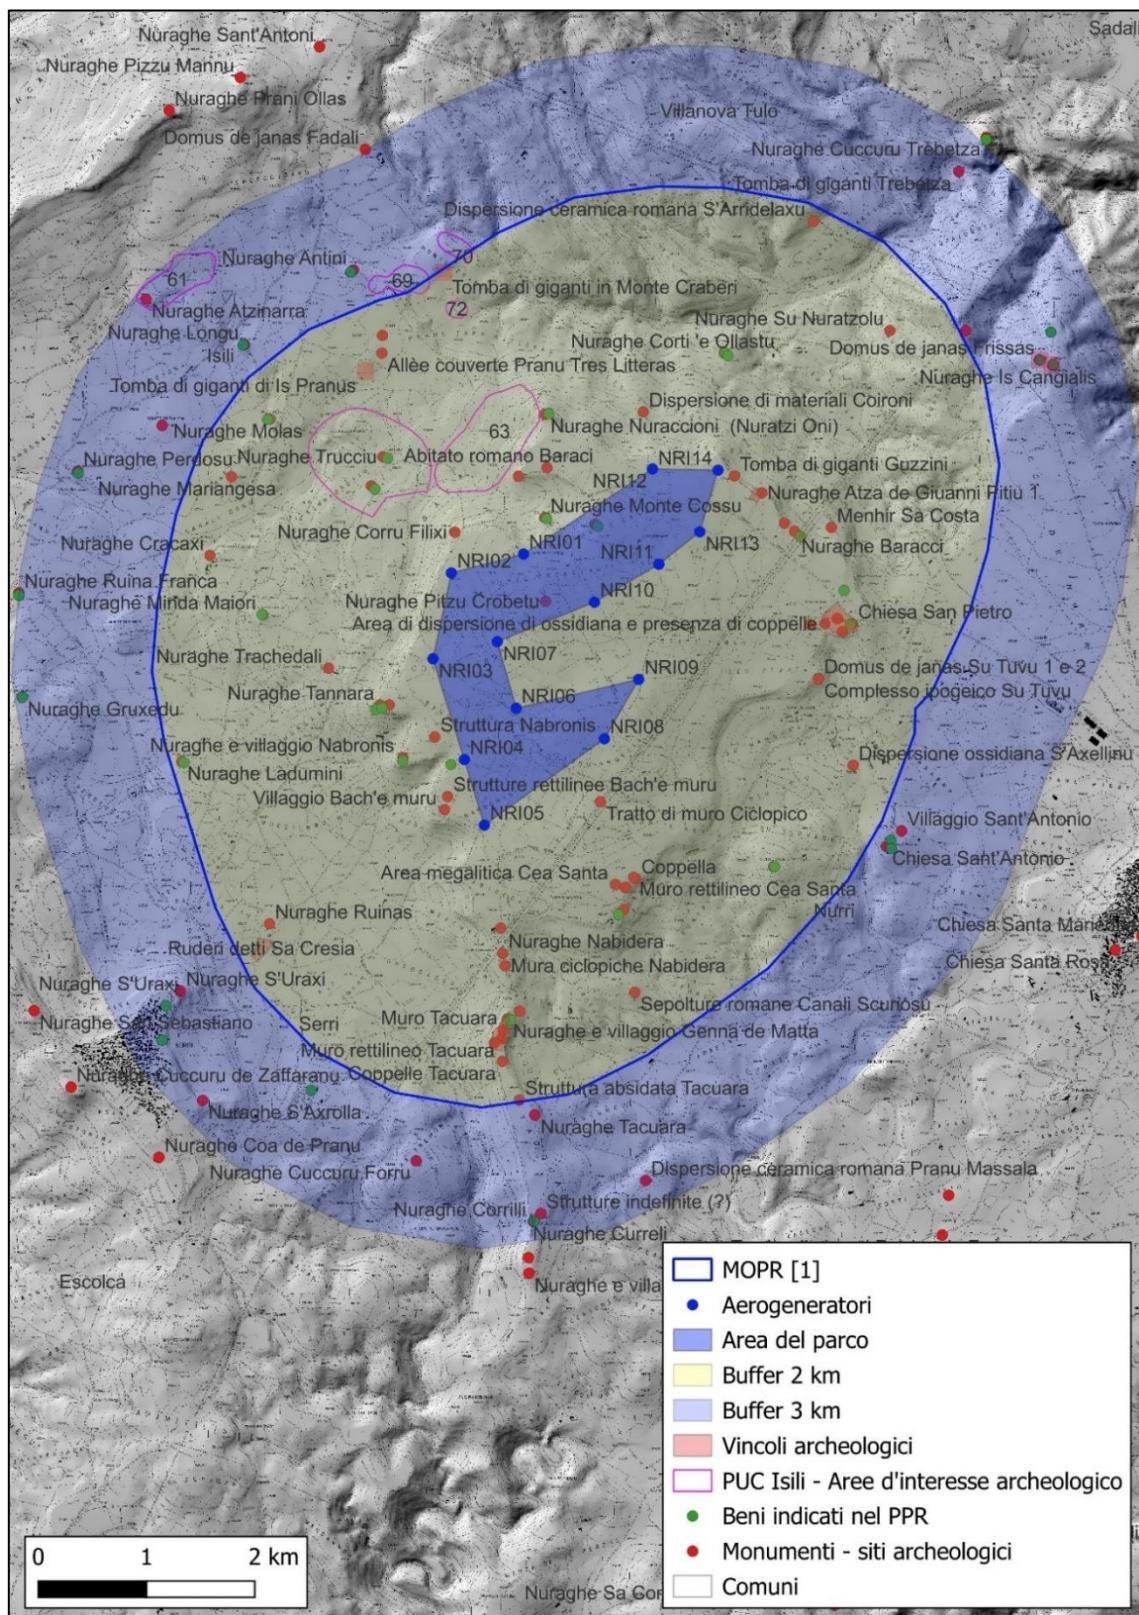 Nuraghe Sant'Antoni
Sadali
Nuraghe Pizzu Mannu
Nuraghe Prani Ollas
Villanova Tulo
Domus de janas Fadali
Nuraghe Cuccuru Trebetza
Tomba di giganti Trebetza
Dispersione ceramica romana S'Arridelaxu
70
Nuraghe Antini
61
69
Tomba di giganti in Monte Craberi
72
Nuraghe Atzinarra
Nuraghe Su Nuratzolu
Nuraghe Longu
Nuraghe Corti 'e Ollastu
Domus de janas Frissas
Isili
Allèe couverte Pranu Tres Litteras
Nuraghe Is Cangialis
Tomba di giganti di Is Pranus
Dispersione di materiali Coironi
Nuraghe Nuraccioni (Nuratzi Oni)
63
Nuraghe Molas
Nuraghe Perdosu
Nuraghe Trucciu
Abitato romano Baraci
NRI14
Tomba di giganti Guzzini
NRI12
Nuraghe Mariangesa
Nuraghe Atza de Giuanni Pitiu 1
Nuraghe Monte Cossu
Menhir Sa Costa
Nuraghe Corru Filixi
NRI13
Nuraghe Baracci
Nuraghe Cracaxi
NRI01
NRI11
NRI02
Nuraghe Ruina Franca
Nuraghe Minda Maiori
Nuraghe Pitzu Crobetu
NRI10
Chiesa San Pietro
Area di dispersione di ossidiana e presenza di coppelle
NRI07
Nuraghe Trachedali
NRI03
NRI09
Domus de janas Su Tuvu 1 e 2
Nuraghe Tannara
Complesso ipogeico Su Tuvu
Nuraghe Gruxedu
NRI06
Struttura Nabronis
NRI08
Nuraghe e villaggio Nabronis
NRI04
Dispersione ossidiana S'Axellinu
Nuraghe Ladumini
Strutture rettilinee Bach'e muru
Villaggio Bach'e muru
NRI05
Tratto di muro Ciclopico
Villaggio Sant'Antonio
Chiesa Sant'Antonio
Area megalitica Cea Santa
Coppella
Muro rettilineo Cea Santa
Nuraghe Ruinas
Nurri
Chiesa Santa Maria
Nuraghe Nabidera
Ruderi detti Sa Cresia
Chiesa Santa Rosa
Mura ciclopiche Nabidera
Nuraghe S'Uraxi
Nuraghe S'Uraxi
Sepolture romane Canali Scuriosu
Nuraghe San Sebastiano
Serri
Muro Tacuara
Nuraghe e villaggio Genna de Matta
Muro rettilineo Tacuara
Nuraghe Cuccuru de Zaffaranu
Coppelle Tacuara
Struttura absidata Tacuara
Nuraghe S'Axrolla
Nuraghe Tacuara
Nuraghe Coa de Pranu
Nuraghe Cuccuru Forru
Dispersione ceramica romana Pranu Massala
Nuraghe Corrilli
Strutture indefinite (?)
Nuraghe Curreli
Escolca
Nuraghe e villa
MOPR [1]
Aerogeneratori
Area del parco
Buffer 2 km
Buffer 3 km
Vincoli archeologici
PUC Isili - Aree d'interesse archeologico
Beni indicati nel PPR
Monumenti - siti archeologici
Comuni
0 1 2 km
Nuraghe Sa Cor